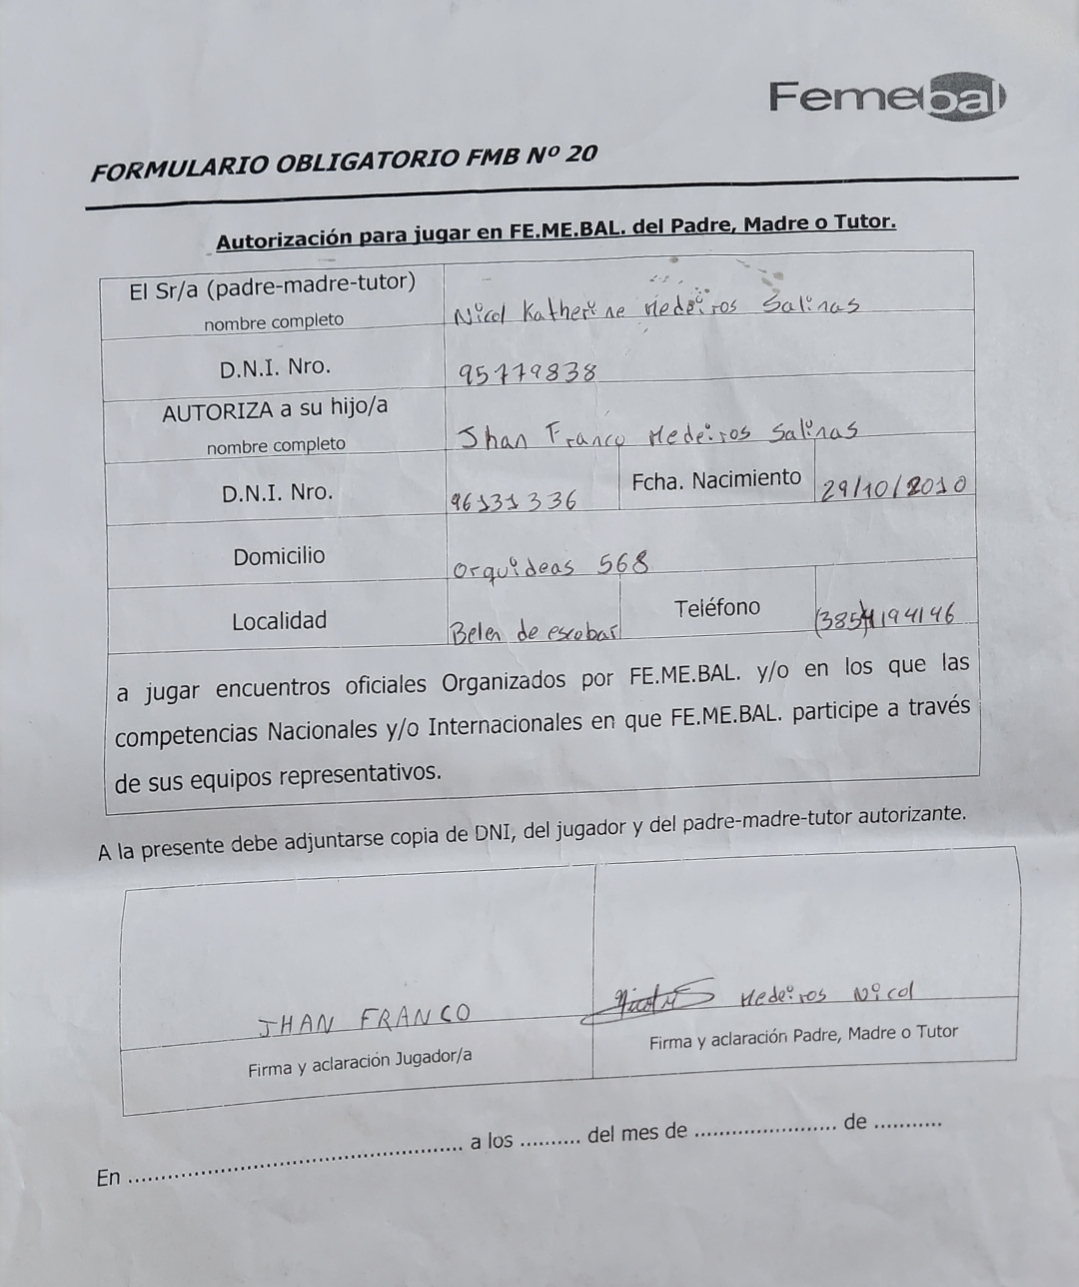 Femebal
FORMULARIO OBLIGATORIO FMB Nº 20
Autorización para jugar en FE.ME.BAL. del Padre, Madre o Tutor.
El Sr/a (padre-madre-tutor)
nombre completo
Nicol Katherine Medeiros Salinas
D.N.I. Nro.
95779838
AUTORIZA a su hijo/a
nombre completo
Jhan Franco Medeiros Salinas
D.N.I. Nro.
96131336
Fcha. Nacimiento
29/10/2010
Domicilio
Orquideas 568
Localidad
Belen de escobar
Teléfono
(385)4194146
a jugar encuentros oficiales Organizados por FE.ME.BAL. y/o en los que las
competencias Nacionales y/o Internacionales en que FE.ME.BAL. participe a través
de sus equipos representativos.
A la presente debe adjuntarse copia de DNI, del jugador y del padre-madre-tutor autorizante.
JHAN FRANCO
Medeiros Nicol
Firma y aclaración Jugador/a
Firma y aclaración Padre, Madre o Tutor
En .................................................. a los .......... del mes de ....................... de ...........